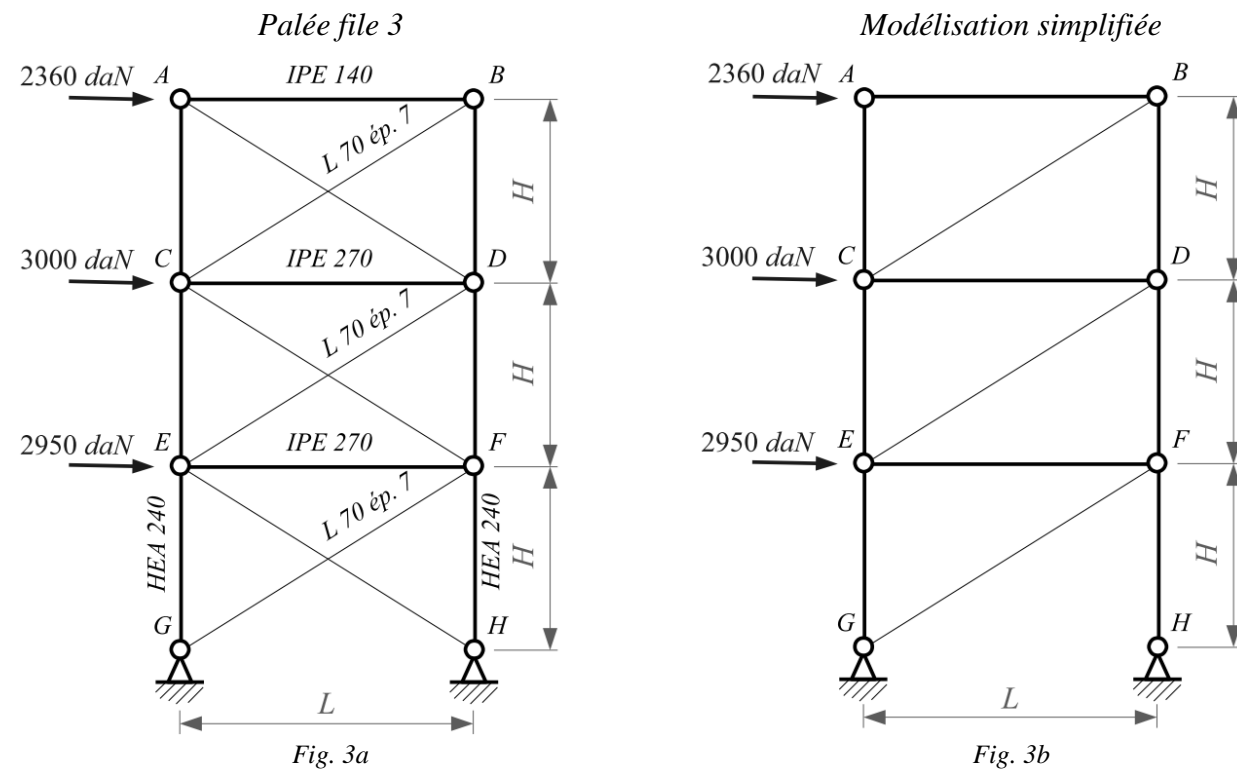 Palée file 3
2360 daN
A
IPE 140
B
L 70 ép. 7
H
3000 daN
C
IPE 270
D
L 70 ép. 7
H
2950 daN
E
IPE 270
F
L 70 ép. 7
HEA 240
HEA 240
H
G
H
L
Fig. 3a
Modélisation simplifiée
2360 daN
A
B
H
3000 daN
C
D
H
2950 daN
E
F
H
G
H
L
Fig. 3b